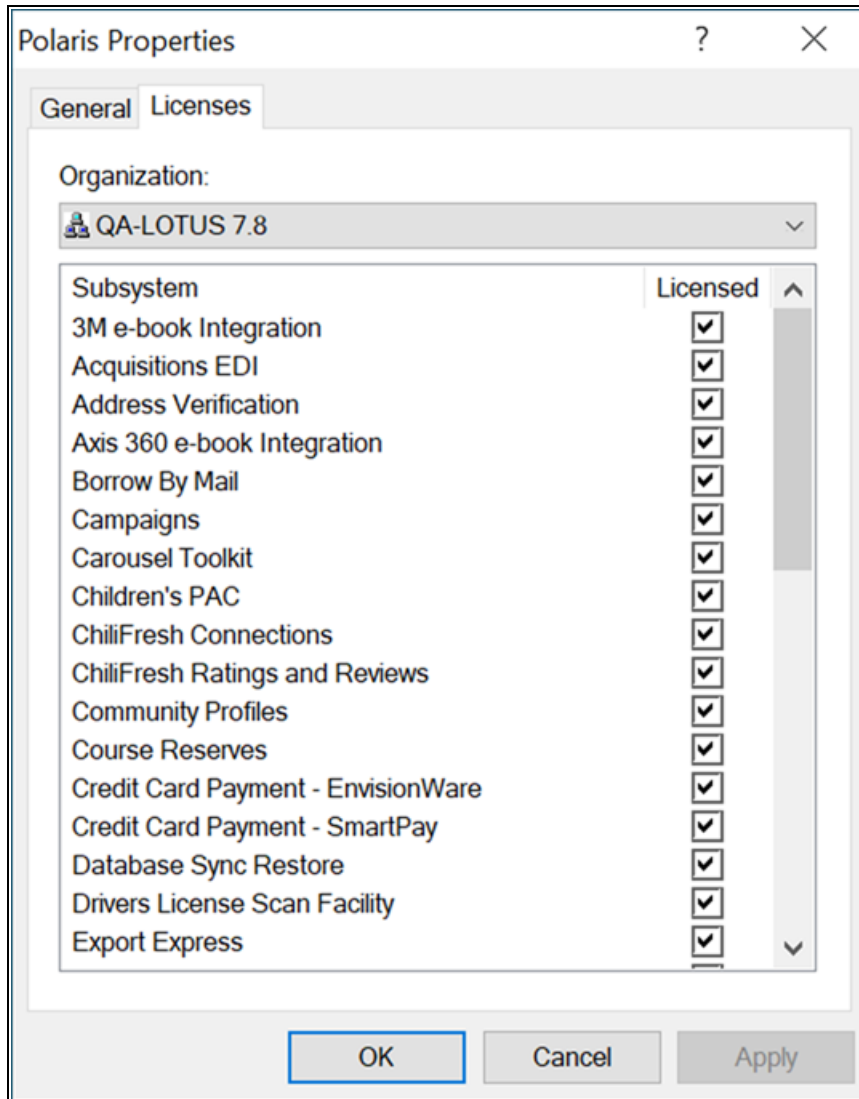 Polaris Properties ?
General Licenses
Organization:
QA-LOTUS 7.8
Subsystem Licensed
3M e-book Integration
Acquisitions EDI
Address Verification
Axis 360 e-book Integration
Borrow By Mail
Campaigns
Carousel Toolkit
Children's PAC
ChiliFresh Connections
ChiliFresh Ratings and Reviews
Community Profiles
Course Reserves
Credit Card Payment - EnvisionWare
Credit Card Payment - SmartPay
Database Sync Restore
Drivers License Scan Facility
Export Express
OK Cancel Apply